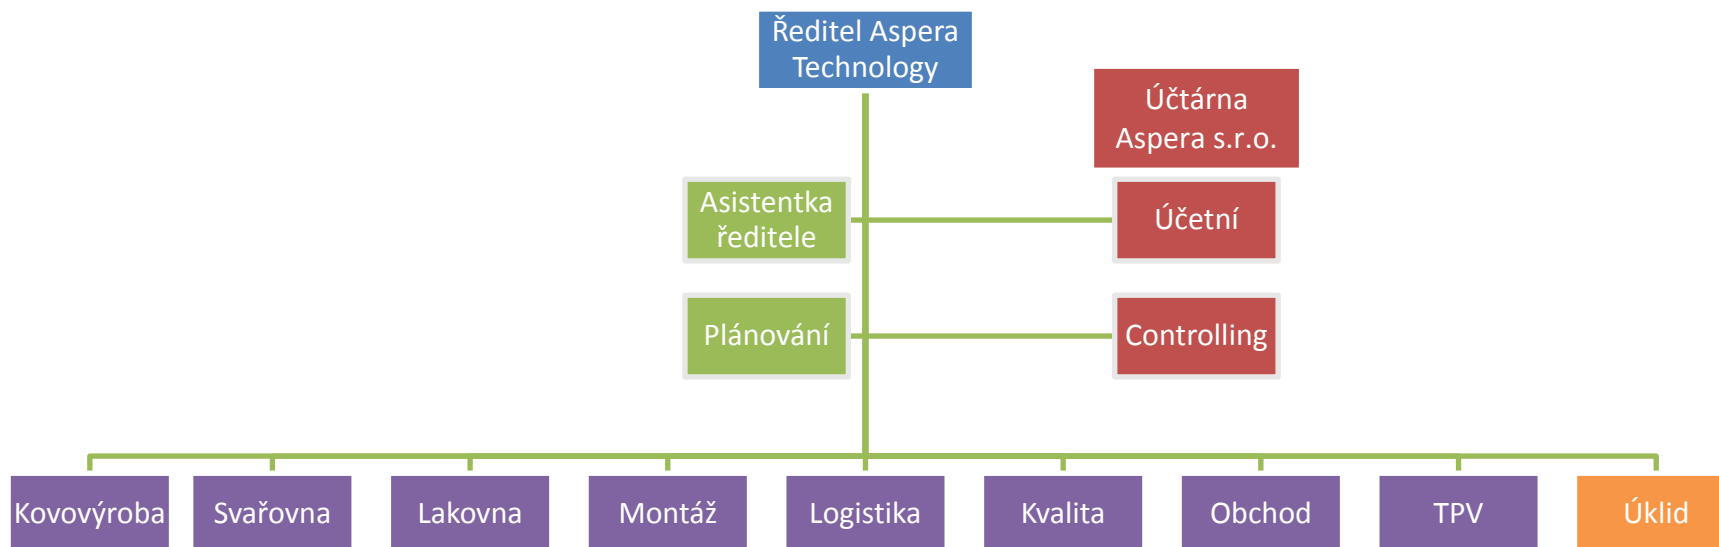 Ředitel Aspera
Technology
Účtárna
Aspera s.r.o.
Asistentka
ředitele
Účetní
Plánování
Controlling
Kovovýroba
Svařovna
Lakovna
Montáž
Logistika
Kvalita
Obchod
TPV
Úklid